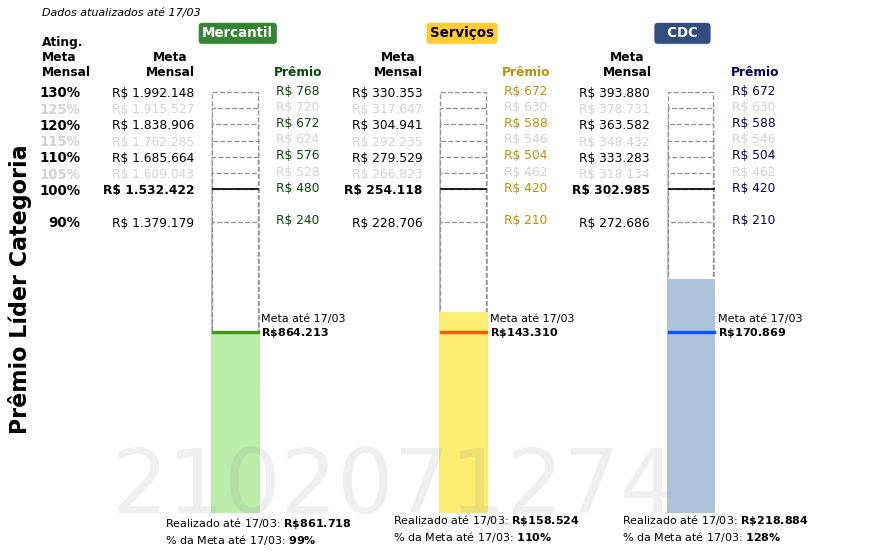 Dados atualizados até 17/03
Mercantil Serviços CDC
Ating. Meta Mensal Meta Mensal Prêmio Meta Mensal Prêmio Meta Mensal Prêmio
130% R$ 1.992.148 R$ 768 R$ 330.353 R$ 672 R$ 393.880 R$ 672
125% R$ 1.915.527 R$ 720 R$ 317.647 R$ 630 R$ 378.731 R$ 630
120% R$ 1.838.906 R$ 672 R$ 304.941 R$ 588 R$ 363.582 R$ 588
115% R$ 1.762.285 R$ 624 R$ 292.235 R$ 546 R$ 348.432 R$ 546
110% R$ 1.685.664 R$ 576 R$ 279.529 R$ 504 R$ 333.283 R$ 504
105% R$ 1.609.043 R$ 528 R$ 266.823 R$ 462 R$ 318.134 R$ 462
100% R$ 1.532.422 R$ 480 R$ 254.118 R$ 420 R$ 302.985 R$ 420
90% R$ 1.379.179 R$ 240 R$ 228.706 R$ 210 R$ 272.686 R$ 210
Prêmio Líder Categoria
Meta até 17/03 Meta até 17/03 Meta até 17/03
R$864.213 R$143.310 R$170.869
2102071274
Realizado até 17/03: R$861.718 Realizado até 17/03: R$158.524 Realizado até 17/03: R$218.884
% da Meta até 17/03: 99% % da Meta até 17/03: 110% % da Meta até 17/03: 128%